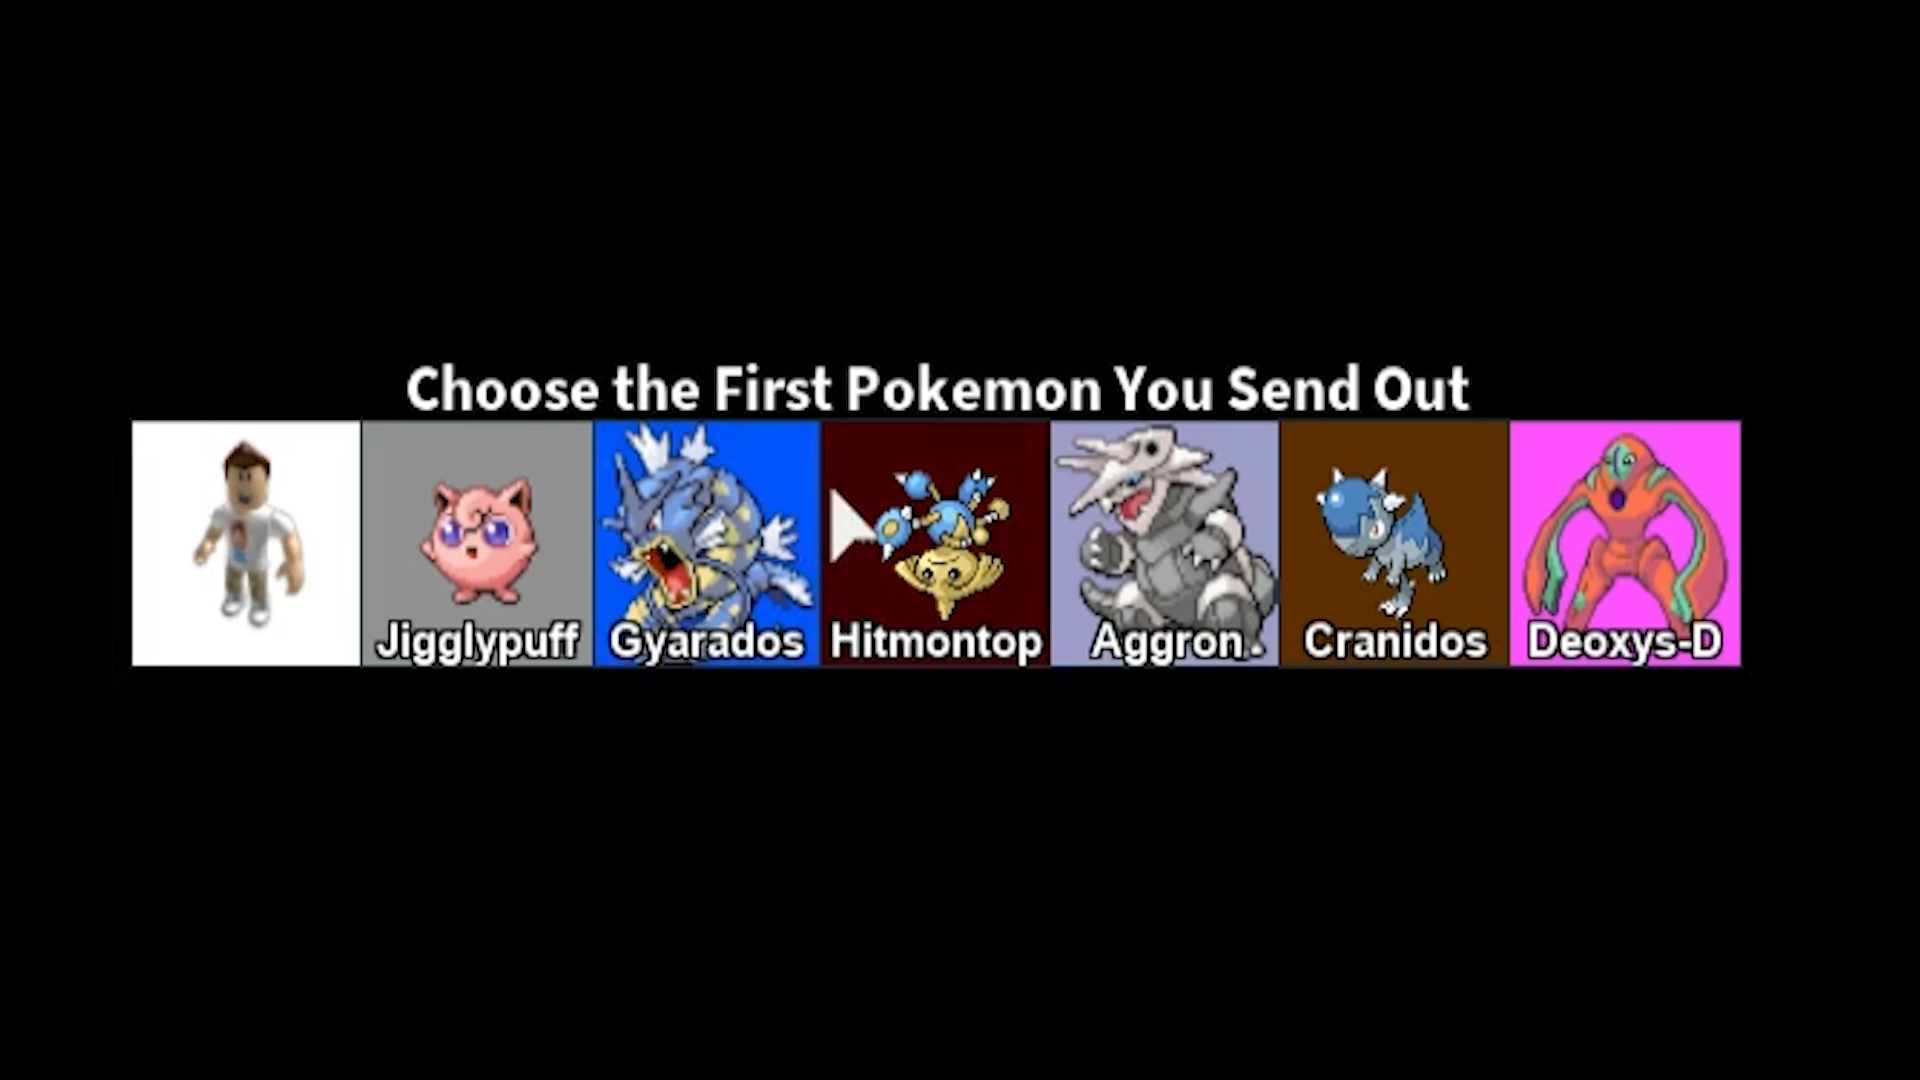 Choose the First Pokemon You Send Out
Jigglypuff Gyarados Hitmontop Aggron. Cranidos Deoxys-D